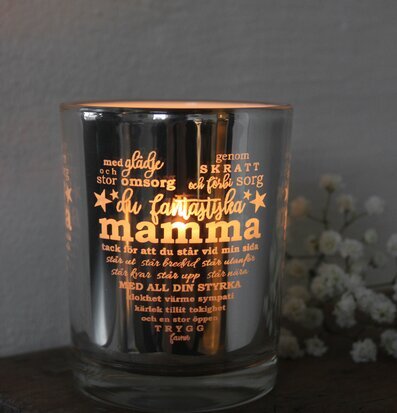 med glädje
och
stor omsorg
genom
SKRATT
och förbi sorg
du fantastiska
mamma
tack för att du står vid min sida
står ut står bredvid står utanför
står kvar står upp står nära
MED ALL DIN STYRKA
klokhet värme sympati
kärlek tillit tokighet
och en stor öppen
TRYGG
famn